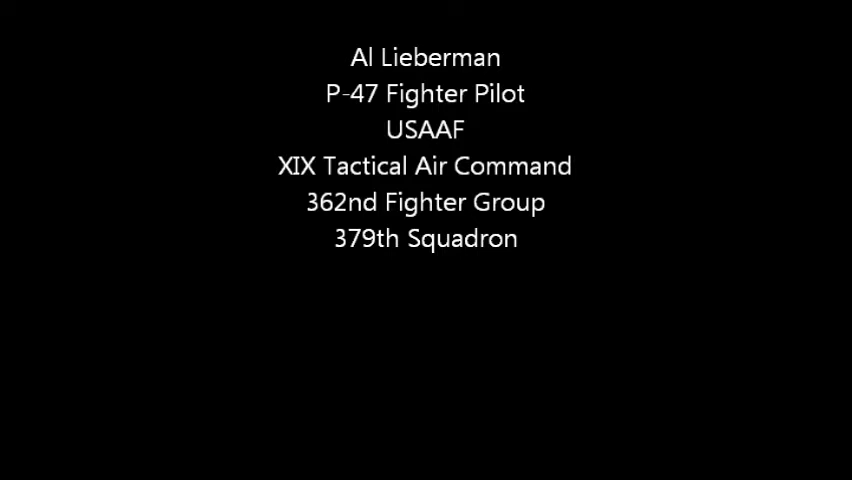 Al Lieberman
P-47 Fighter Pilot
USAAF
XIX Tactical Air Command
362nd Fighter Group
379th Squadron